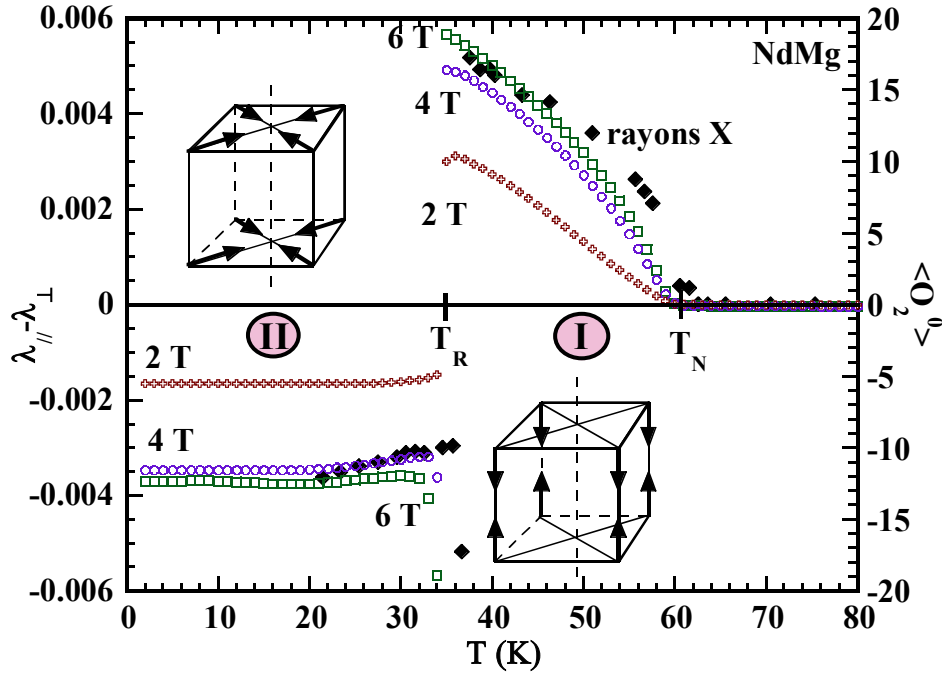 NdMg
6 T
4 T
2 T
rayons X
0.006
0.004
0.002
0
-0.002
-0.004
-0.006
λ//-λ⊥
20
15
10
5
0
-5
-10
-15
-20
<O₂⁰>
II
T_R
I
T_N
2 T
4 T
6 T
0 10 20 30 40 50 60 70 80
T (K)